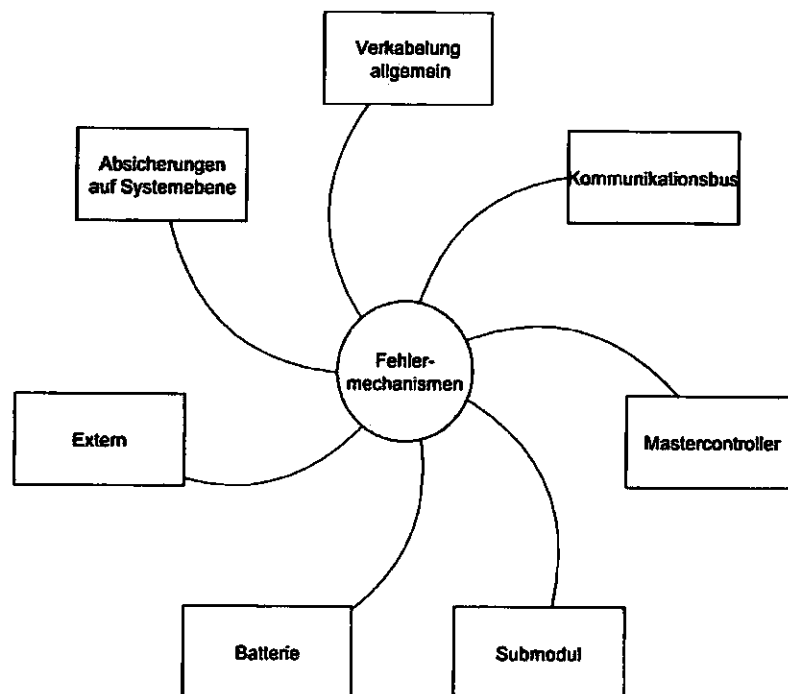 Verkabelung
allgemein
Absicherungen
auf Systemebene
Kommunikationsbus
Fehler-
mechanismen
Extern
Mastercontroller
Batterie
Submodul